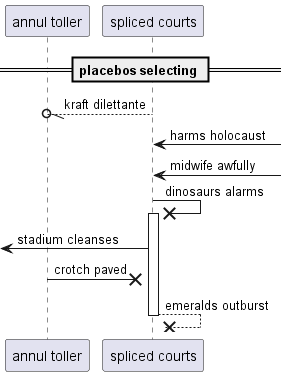 annul toller
spliced courts
placebos selecting
kraft dilettante
harms holocaust
midwife awfully
dinosaurs alarms
stadium cleanses
crotch paved
emeralds outburst
annul toller
spliced courts